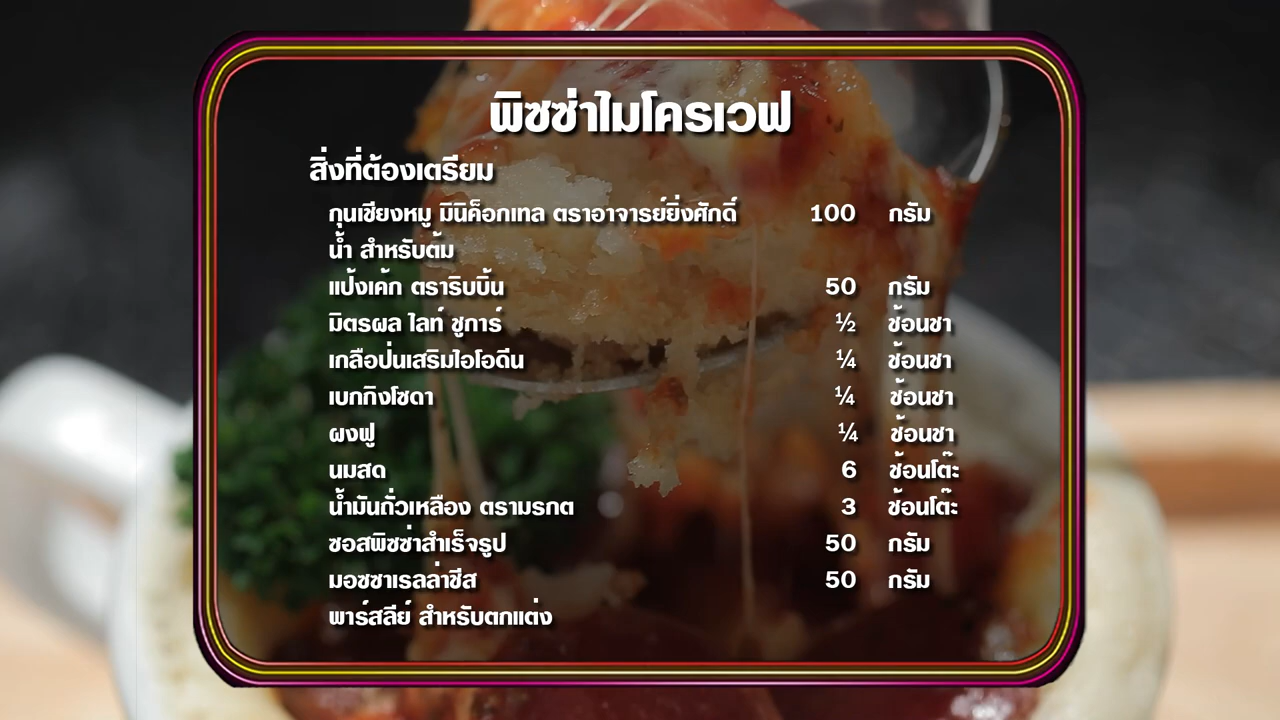 พิซซ่าไมโครเวฟ
สิ่งที่ต้องเตรียม
กุนเชียงหมู มินิค็อกเทล ตราอาจารย์ยิ่งศักดิ์ 100 กรัม
น้ำ สำหรับต้ม
แป้งเค้ก ตราริบบิ้น 50 กรัม
มิตรผล ไลท์ ชูการ์ ½ ช้อนชา
เกลือป่นเสริมไอโอดีน ¼ ช้อนชา
เบกกิงโซดา ¼ ช้อนชา
ผงฟู ¼ ช้อนชา
นมสด 6 ช้อนโต๊ะ
น้ำมันถั่วเหลือง ตรามรกต 3 ช้อนโต๊ะ
ซอสพิซซ่าสำเร็จรูป 50 กรัม
มอซซาเรลล่าชีส 50 กรัม
พาร์สลีย์ สำหรับตกแต่ง